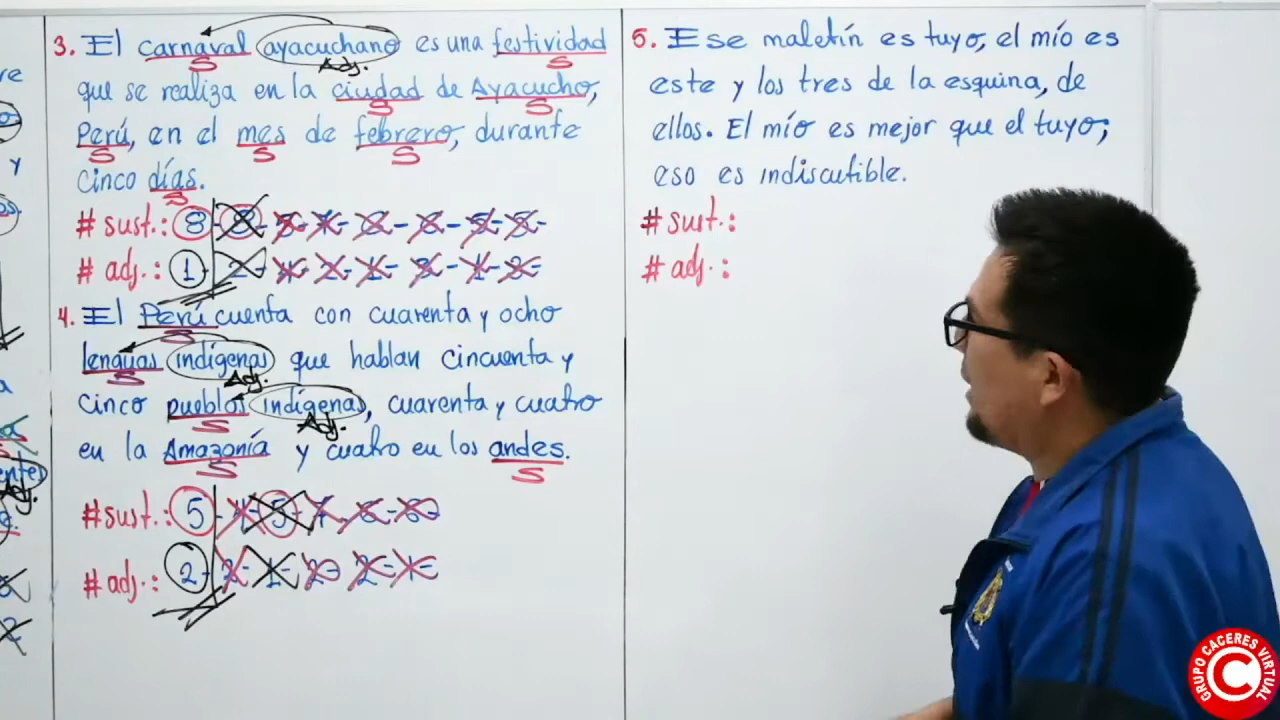 3. El carnaval ayacuchano es una festividad
S Adj. S
que se realiza en la ciudad de Ayacucho,
S S
Perú, en el mes de febrero, durante
S S S
cinco días.
S
# sust.: 8
# adj.: 1
4. El Perú cuenta con cuarenta y ocho
S
lenguas indígenas que hablan cincuenta y
S Adj.
cinco pueblos indígenas, cuarenta y cuatro
S Adj.
en la Amazonía y cuatro en los andes.
S S
# sust.: 5
# adj.: 2
5. Ese maletín es tuyo, el mío es
este y los tres de la esquina, de
ellos. El mío es mejor que el tuyo;
eso es indiscutible.
# sust.:
# adj.:
GRUPO CACERES VIRTUAL
C